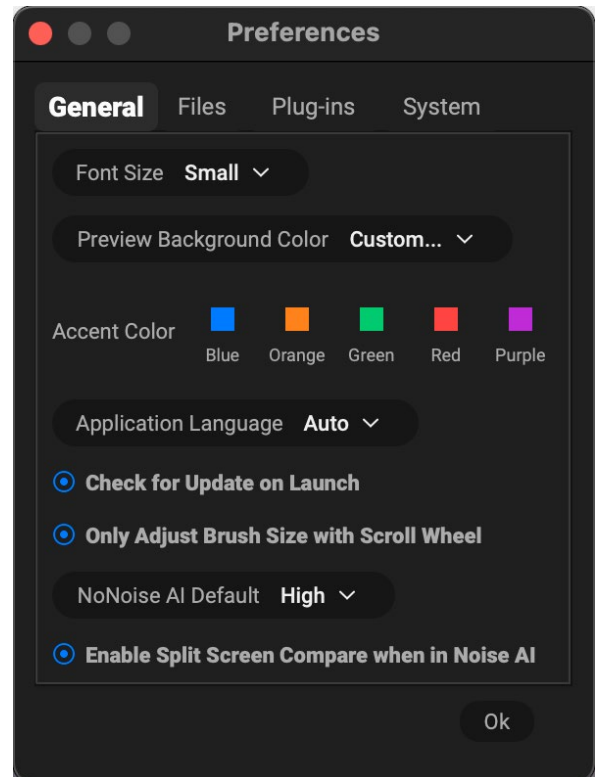 Preferences
General Files Plug-ins System
Font Size Small
Preview Background Color Custom...
Accent Color
Blue Orange Green Red Purple
Application Language Auto
Check for Update on Launch
Only Adjust Brush Size with Scroll Wheel
NoNoise AI Default High
Enable Split Screen Compare when in Noise AI
Ok